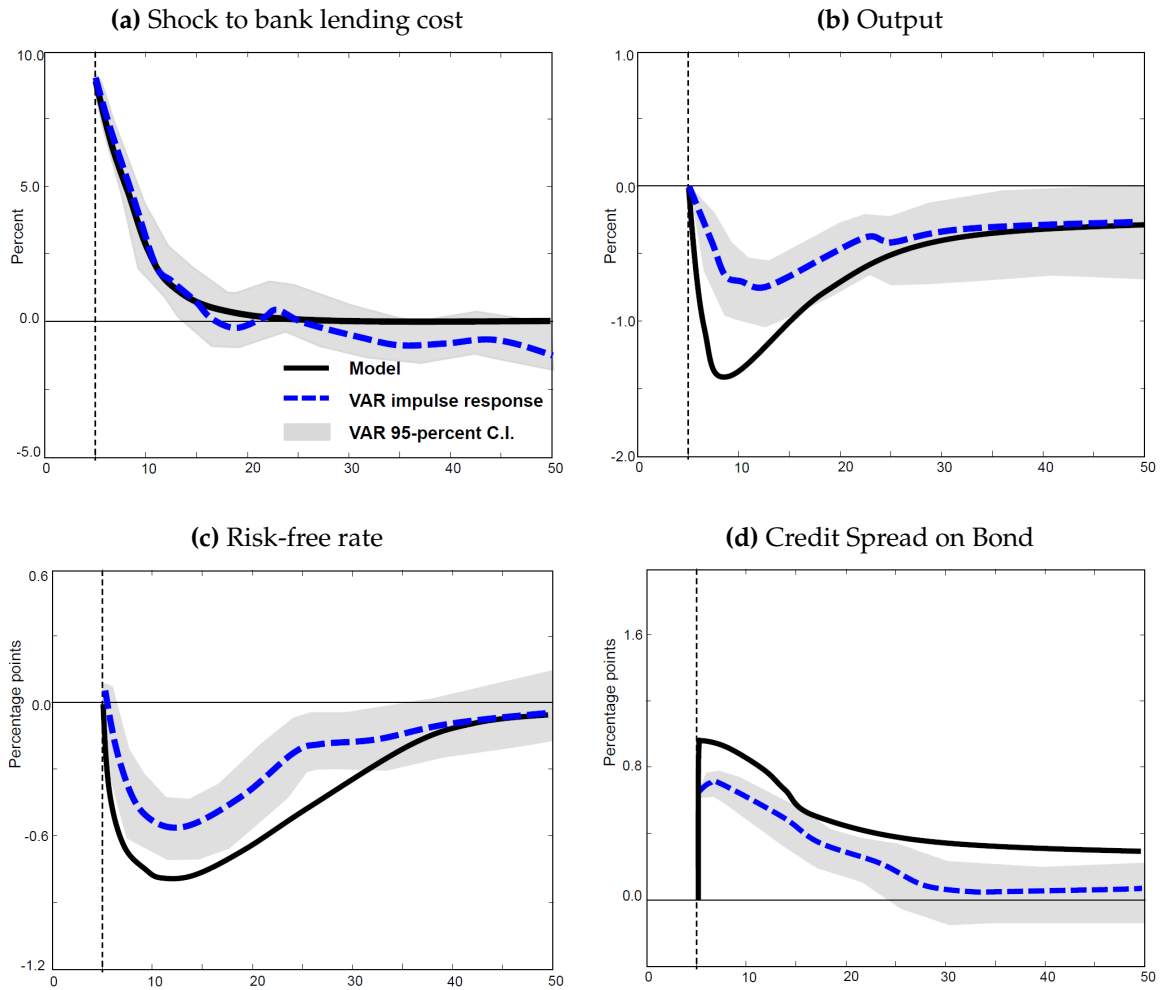 (a) Shock to bank lending cost
10.0
5.0
0.0
-5.0
Percent
Model
VAR impulse response
VAR 95-percent C.I.
0 10 20 30 40 50
(b) Output
1.0
0.0
-1.0
-2.0
Percent
0 10 20 30 40 50
(c) Risk-free rate
0.6
0.0
-0.6
-1.2
Percentage points
0 10 20 30 40 50
(d) Credit Spread on Bond
1.6
0.8
0.0
Percentage points
0 10 20 30 40 50